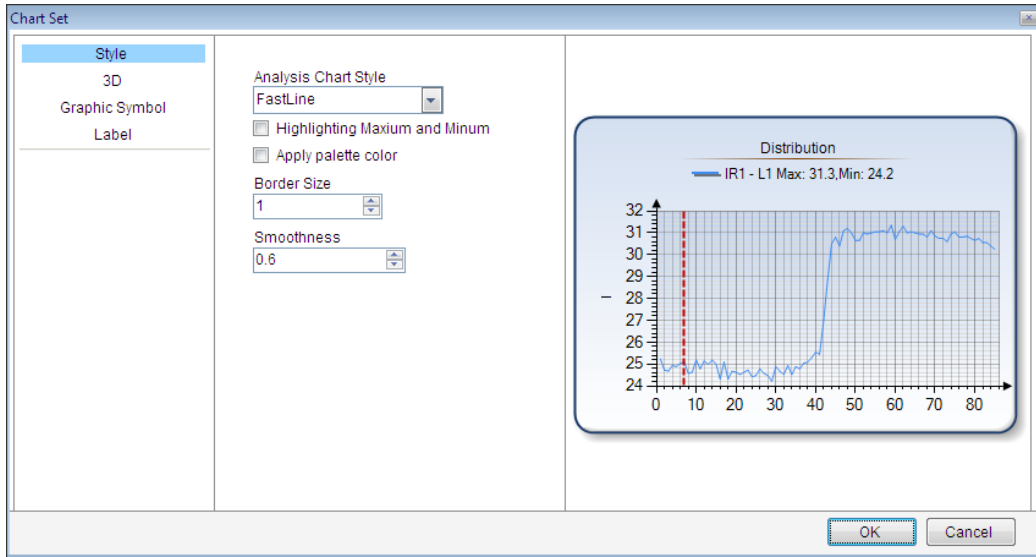 Chart Set
Style
3D
Graphic Symbol
Label
Analysis Chart Style
FastLine
Highlighting Maxium and Minum
Apply palette color
Border Size
1
Smoothness
0.6
Distribution
IR1 - L1 Max: 31.3,Min: 24.2
32
31
30
29
28
27
26
25
24
I
0 10 20 30 40 50 60 70 80
OK Cancel